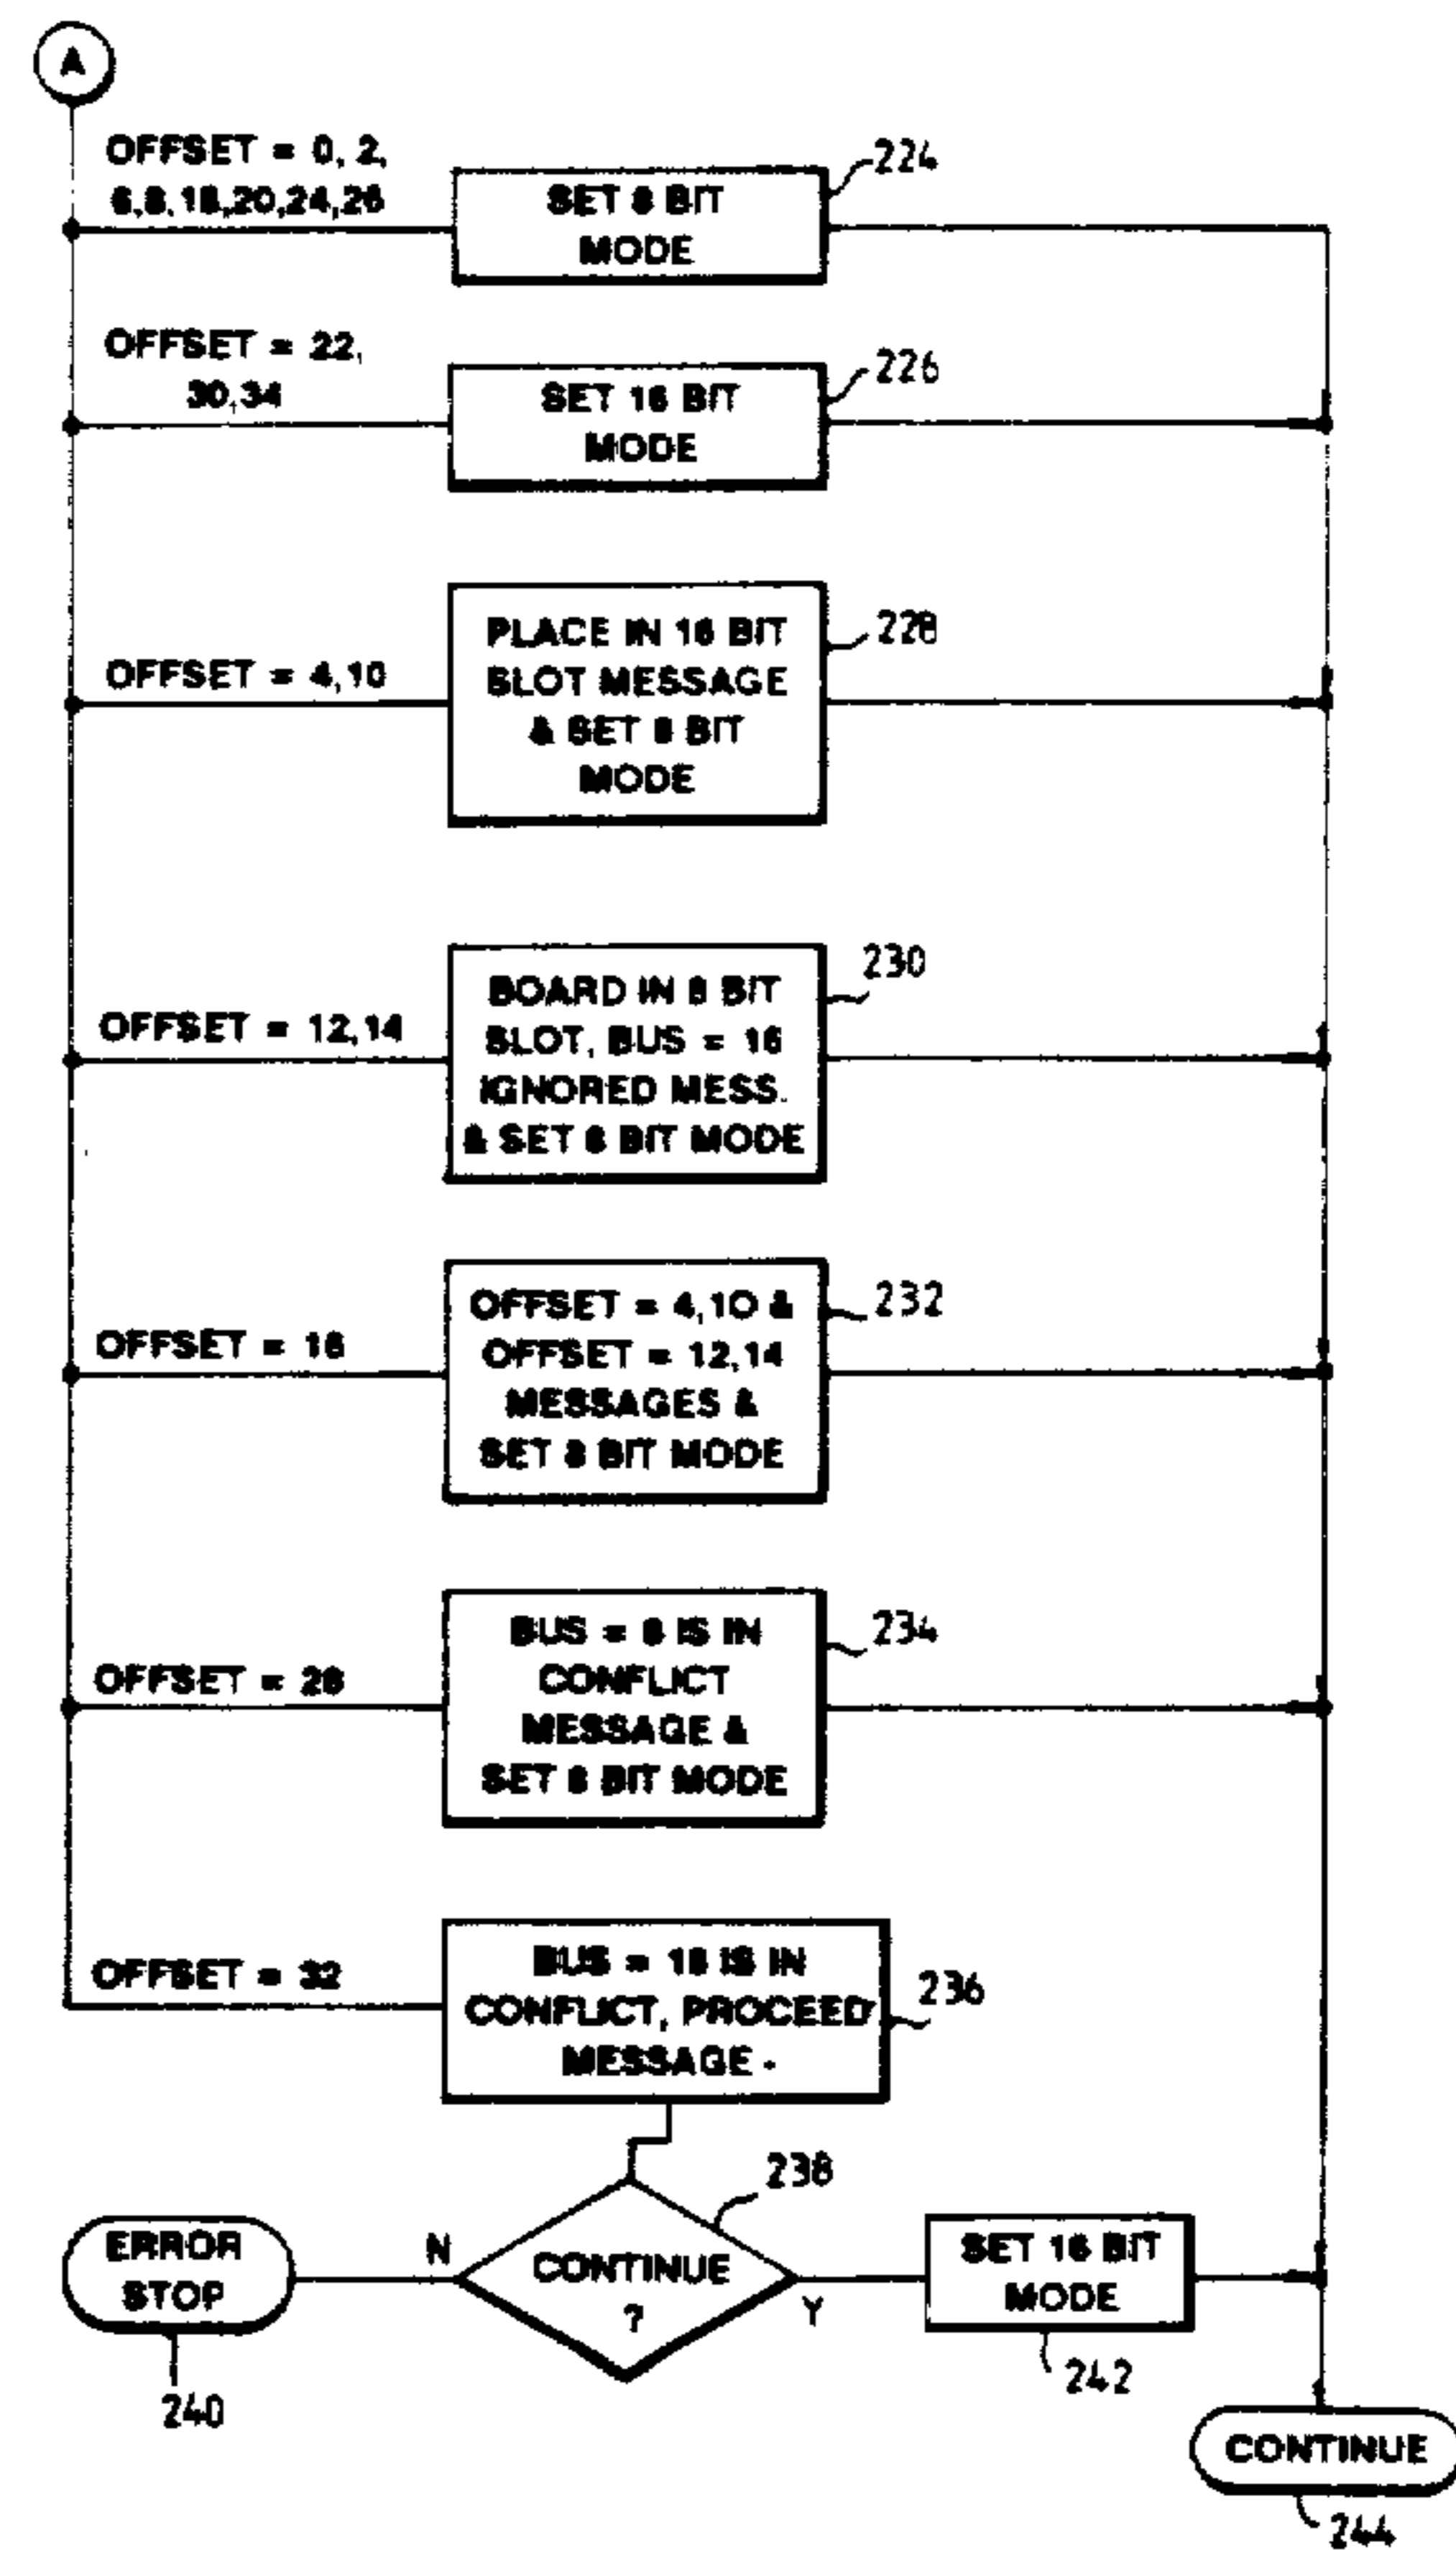 A
OFFSET = 0, 2,
6,8,18,20,24,26
SET 8 BIT
MODE
224
OFFSET = 22,
30,34
SET 16 BIT
MODE
226
OFFSET = 4,10
PLACE IN 16 BIT
SLOT MESSAGE
& SET 8 BIT
MODE
228
OFFSET = 12,14
BOARD IN 8 BIT
SLOT, BUS = 16
IGNORED MESS.
& SET 8 BIT MODE
230
OFFSET = 16
OFFSET = 4,10 &
OFFSET = 12,14
MESSAGES &
SET 8 BIT MODE
232
OFFSET = 28
BUS = 8 IS IN
CONFLICT
MESSAGE &
SET 8 BIT MODE
234
OFFSET = 32
BUS = 16 IS IN
CONFLICT, PROCEED
MESSAGE -
236
238
ERROR
STOP
N
CONTINUE
?
Y
SET 16 BIT
MODE
240
242
CONTINUE
244